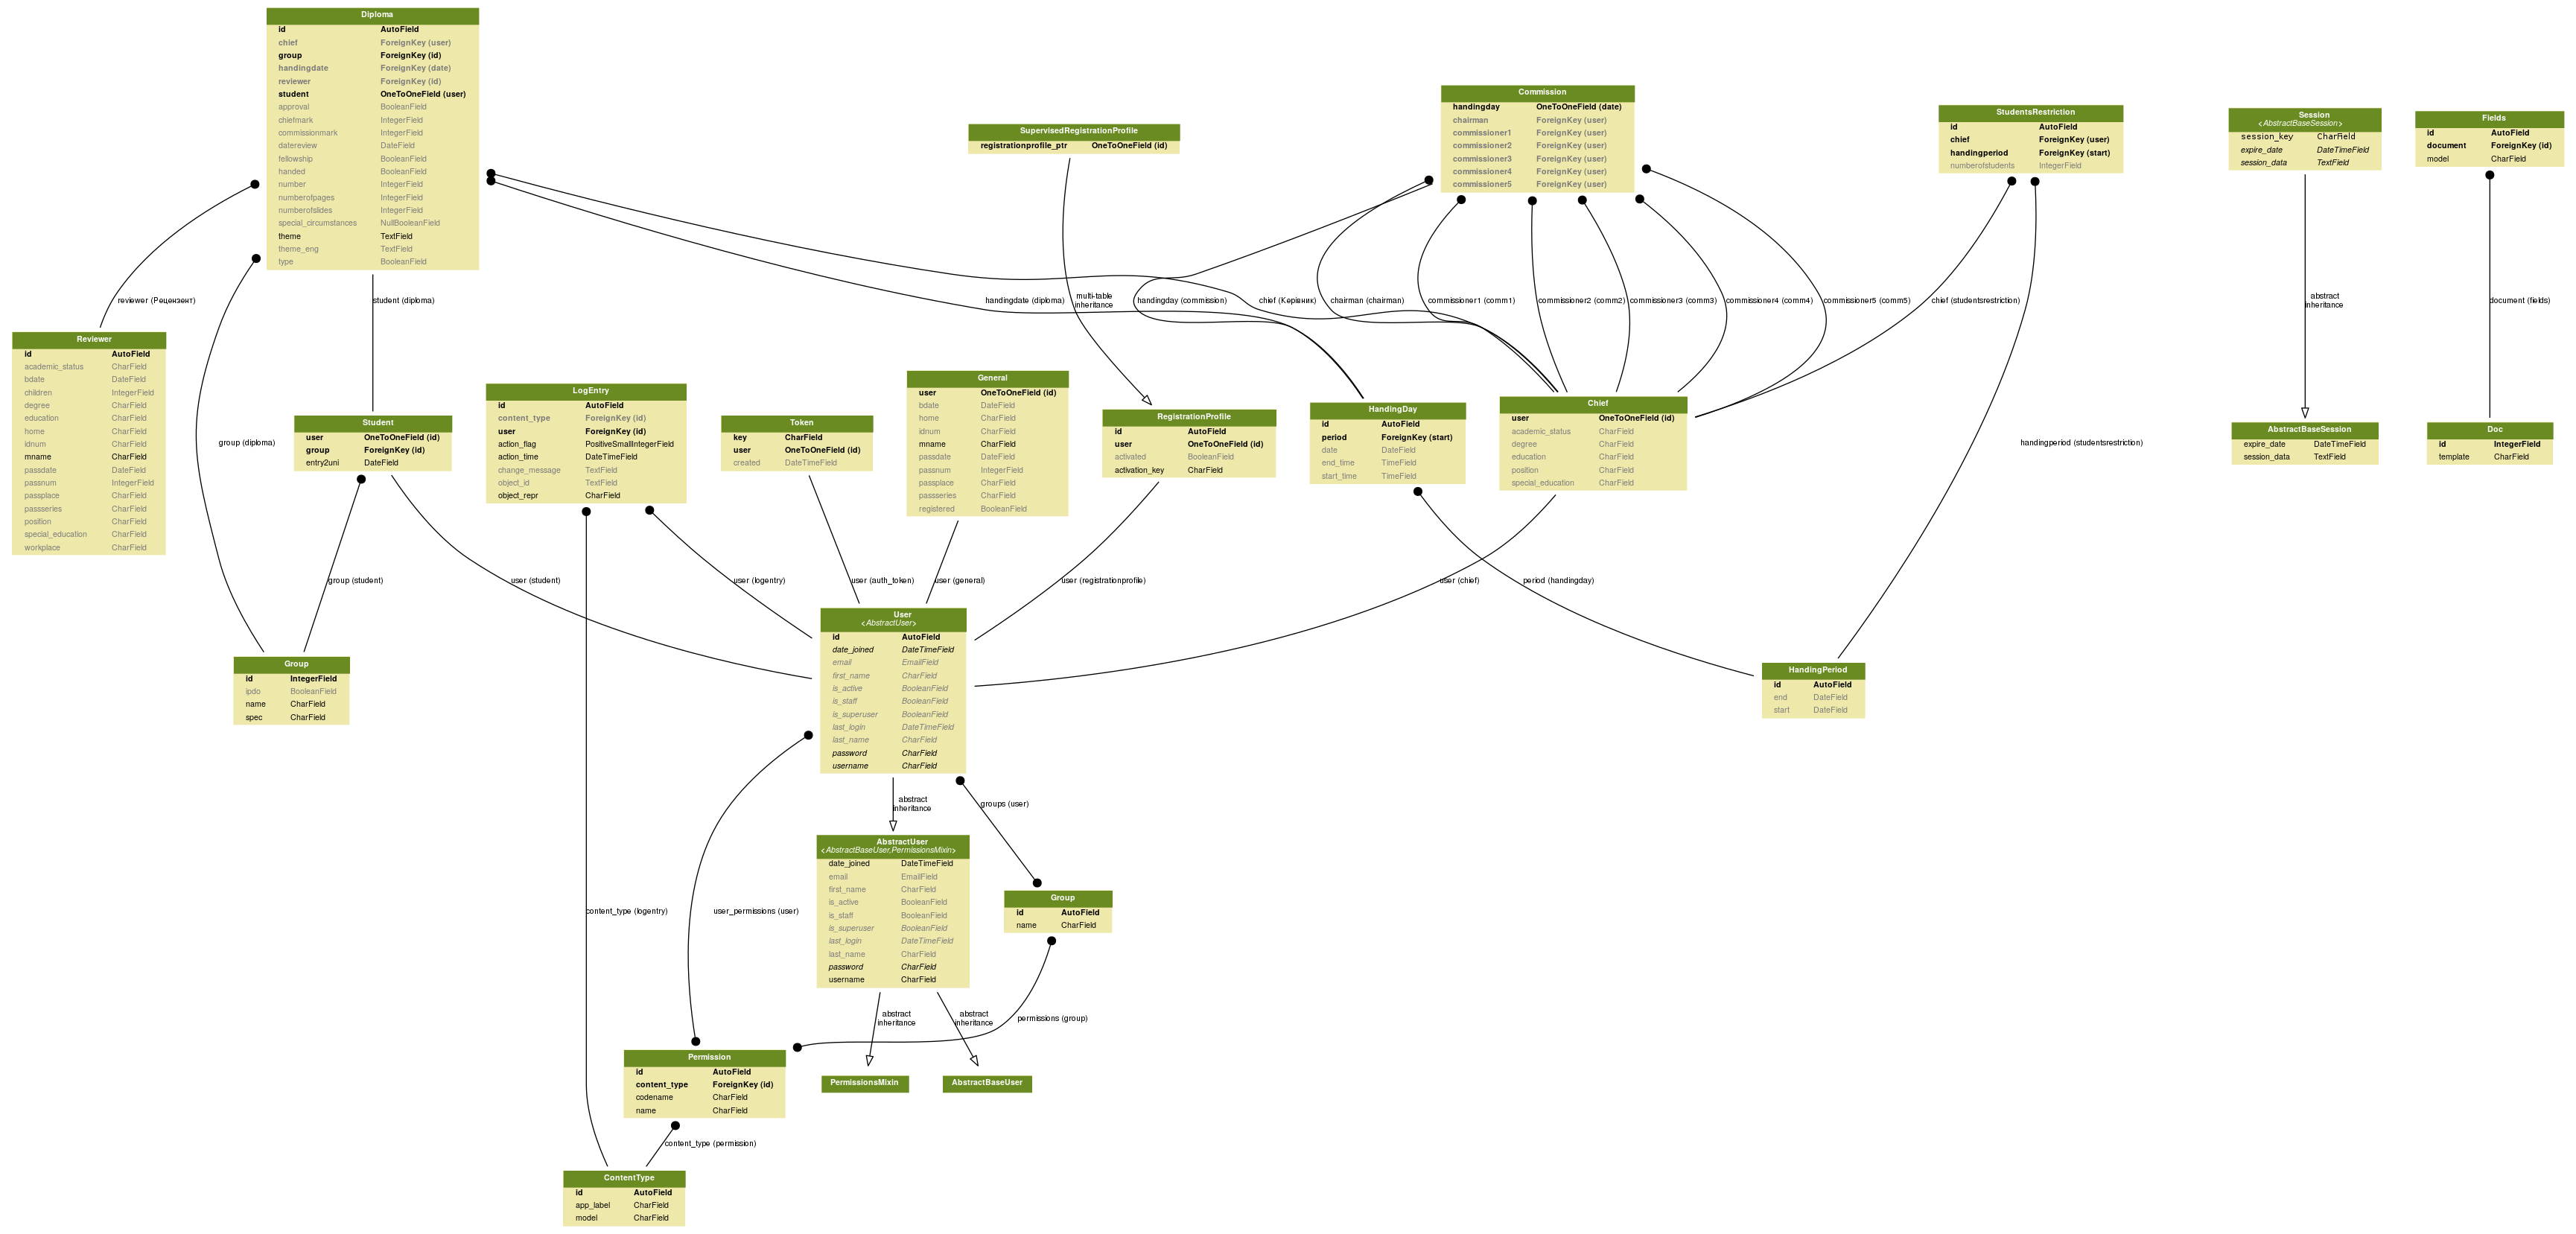 Diploma
id AutoField
chief ForeignKey (user)
group ForeignKey (id)
handingdate ForeignKey (date)
reviewer ForeignKey (id)
student OneToOneField (user)
approval BooleanField
chiefmark IntegerField
commissionmark IntegerField
datereview DateField
fellowship BooleanField
handed BooleanField
number IntegerField
numberofpages IntegerField
numberofslides IntegerField
special_circumstances NullBooleanField
theme TextField
theme_eng TextField
type BooleanField
SupervisedRegistrationProfile
registrationprofile_ptr OneToOneField (id)
Commission
handingday OneToOneField (date)
chairman ForeignKey (user)
commissioner1 ForeignKey (user)
commissioner2 ForeignKey (user)
commissioner3 ForeignKey (user)
commissioner4 ForeignKey (user)
commissioner5 ForeignKey (user)
StudentsRestriction
id AutoField
chief ForeignKey (user)
handingperiod ForeignKey (start)
numberofstudents IntegerField
Session
<AbstractBaseSession>
session_key CharField
expire_date DateTimeField
session_data TextField
Fields
id AutoField
document ForeignKey (id)
model CharField
reviewer (Рецензент)
student (diploma)
handingdate (diploma)
multi-table
inheritance
handingday (commission)
chief (Керівник)
chairman (chairman)
commissioner1 (comm1)
commissioner2 (comm2)
commissioner3 (comm3)
commissioner4 (comm4)
commissioner5 (comm5)
chief (studentsrestriction)
abstract
inheritance
document (fields)
Reviewer
id AutoField
academic_status CharField
bdate DateField
children IntegerField
degree CharField
education CharField
home CharField
idnum CharField
mname CharField
passdate DateField
passnum IntegerField
passplace CharField
passseries CharField
position CharField
special_education CharField
workplace CharField
group (diploma)
Student
user OneToOneField (id)
group ForeignKey (id)
entry2uni DateField
LogEntry
id AutoField
content_type ForeignKey (id)
user ForeignKey (id)
action_flag PositiveSmallIntegerField
action_time DateTimeField
change_message TextField
object_id TextField
object_repr CharField
Token
key CharField
user OneToOneField (id)
created DateTimeField
General
user OneToOneField (id)
bdate DateField
home CharField
idnum CharField
mname CharField
passdate DateField
passnum IntegerField
passplace CharField
passseries CharField
registered BooleanField
RegistrationProfile
id AutoField
user OneToOneField (id)
activated BooleanField
activation_key CharField
HandingDay
id AutoField
period ForeignKey (start)
date DateField
end_time TimeField
start_time TimeField
Chief
user OneToOneField (id)
academic_status CharField
degree CharField
education CharField
position CharField
special_education CharField
handingperiod (studentsrestriction)
AbstractBaseSession
expire_date DateTimeField
session_data TextField
Doc
id IntegerField
template CharField
group (student)
user (student)
user (logentry)
user (auth_token)
user (general)
user (registrationprofile)
user (chief)
period (handingday)
Group
id IntegerField
ipdo BooleanField
name CharField
spec CharField
User
<AbstractUser>
id AutoField
date_joined DateTimeField
email EmailField
first_name CharField
is_active BooleanField
is_staff BooleanField
is_superuser BooleanField
last_login DateTimeField
last_name CharField
password CharField
username CharField
HandingPeriod
id AutoField
end DateField
start DateField
abstract
inheritance
groups (user)
content_type (logentry)
user_permissions (user)
AbstractUser
<AbstractBaseUser,PermissionsMixin>
date_joined DateTimeField
email EmailField
first_name CharField
is_active BooleanField
is_staff BooleanField
is_superuser BooleanField
last_login DateTimeField
last_name CharField
password CharField
username CharField
Group
id AutoField
name CharField
abstract
inheritance
abstract
inheritance
permissions (group)
Permission
id AutoField
content_type ForeignKey (id)
codename CharField
name CharField
PermissionsMixin
AbstractBaseUser
content_type (permission)
ContentType
id AutoField
app_label CharField
model CharField